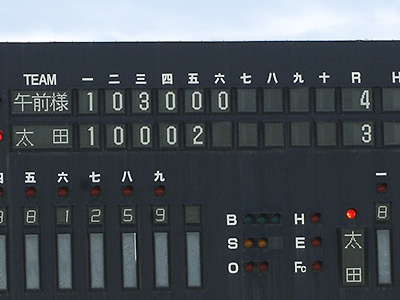 TEAM 一 二 三 四 五 六 七 八 九 十 R H
午前様 1 0 3 0 0 0 4
太田 1 0 0 0 2 3
四 五 六 七 八 九 一
8 8 1 2 5 9 8
B H
S E 太田
O Fc